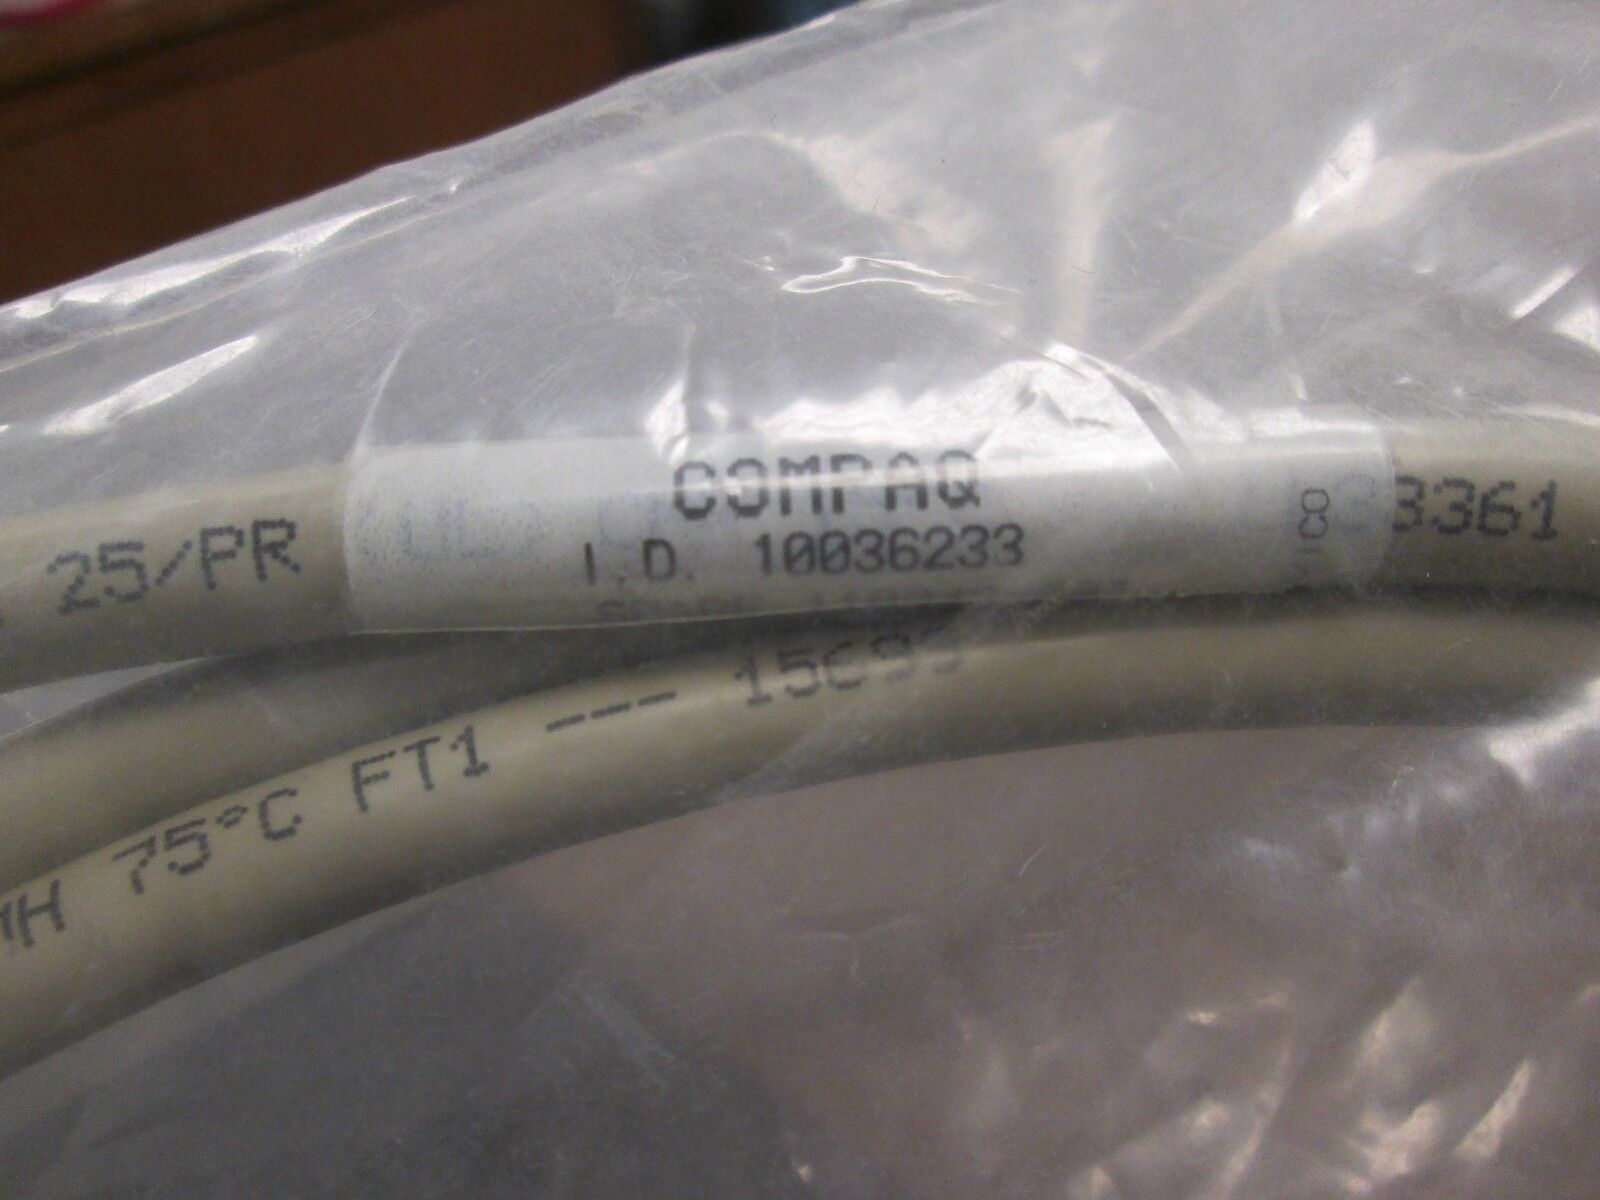 COMPAQ
I.D. 10036233
25/PR
3361
75°C FT1 ---